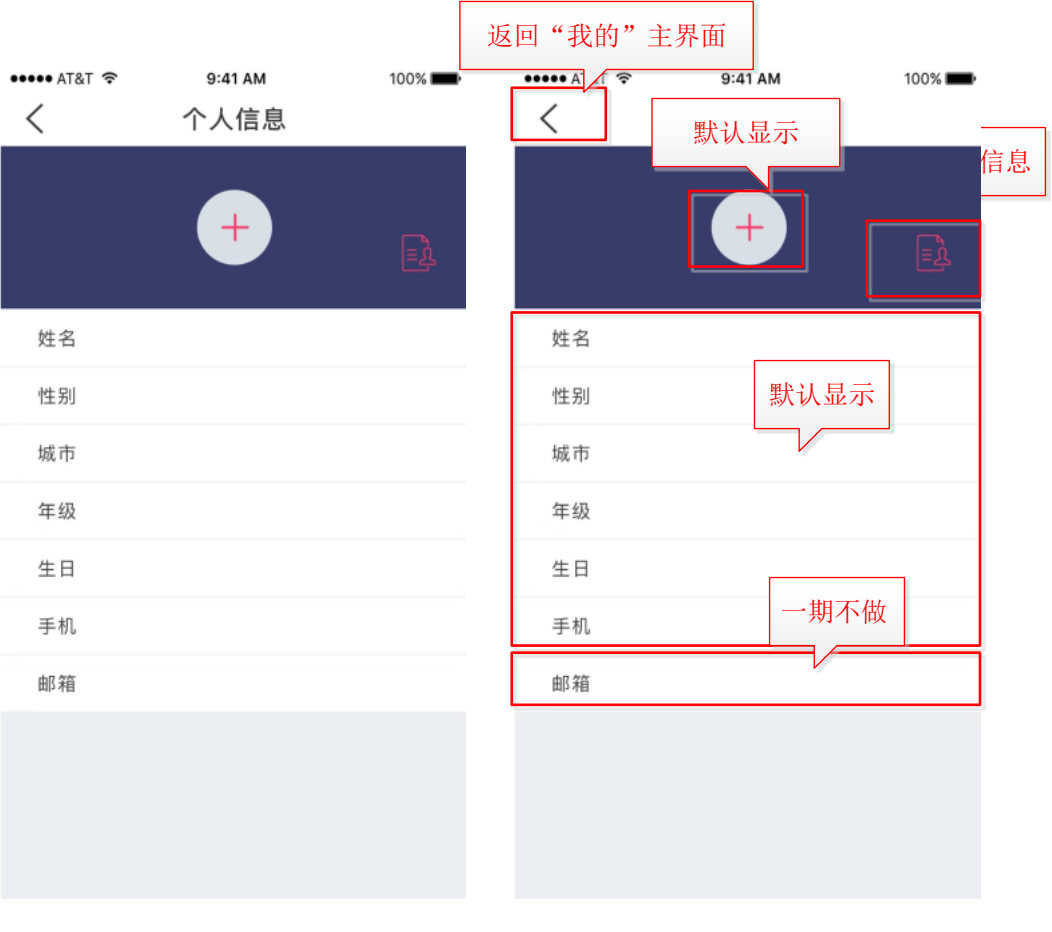 返回“我的”主界面
AT&T 9:41 AM 100%
9:41 AM 100%
个人信息
默认显示
信息
姓名
性别
城市
年级
生日
手机
邮箱
姓名
性别
默认显示
城市
年级
生日
一期不做
手机
邮箱